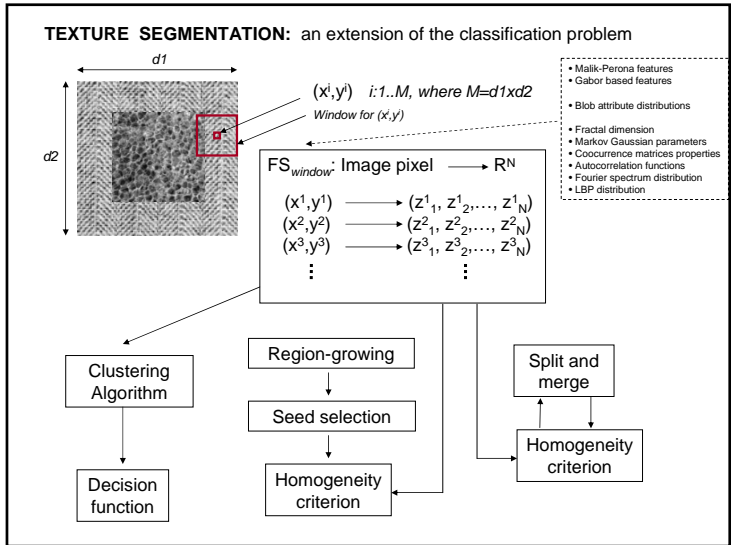 TEXTURE SEGMENTATION: an extension of the classification problem
d1
d2
(xⁱ,yⁱ) i:1..M, where M=d1xd2
Window for (xⁱ,yⁱ)
• Malik-Perona features
• Gabor based features
• Blob attribute distributions
• Fractal dimension
• Markov Gaussian parameters
• Coocurrence matrices properties
• Autocorrelation functions
• Fourier spectrum distribution
• LBP distribution
FSwindow: Image pixel ⟶ Rᴺ
(x¹,y¹) ⟶ (z¹₁, z¹₂,…, z¹N)
(x²,y²) ⟶ (z²₁, z²₂,…, z²N)
(x³,y³) ⟶ (z³₁, z³₂,…, z³N)
⋮ ⋮
Clustering
Algorithm
Decision
function
Region-growing
Seed selection
Homogeneity
criterion
Split and
merge
Homogeneity
criterion